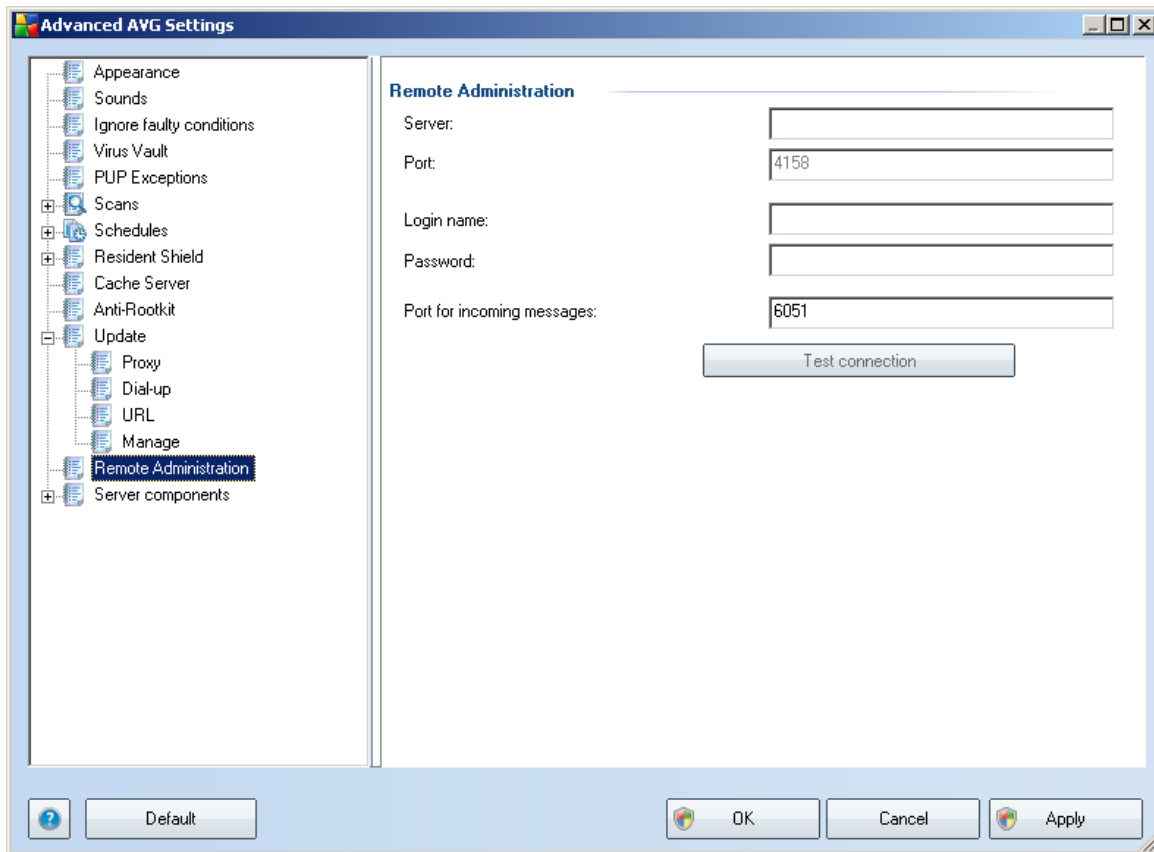 Advanced AVG Settings
Appearance
Sounds
Ignore faulty conditions
Virus Vault
PUP Exceptions
Scans
Schedules
Resident Shield
Cache Server
Anti-Rootkit
Update
Proxy
Dial-up
URL
Manage
Remote Administration
Server components
Remote Administration
Server:
Port: 4158
Login name:
Password:
Port for incoming messages: 6051
Test connection
? Default OK Cancel Apply